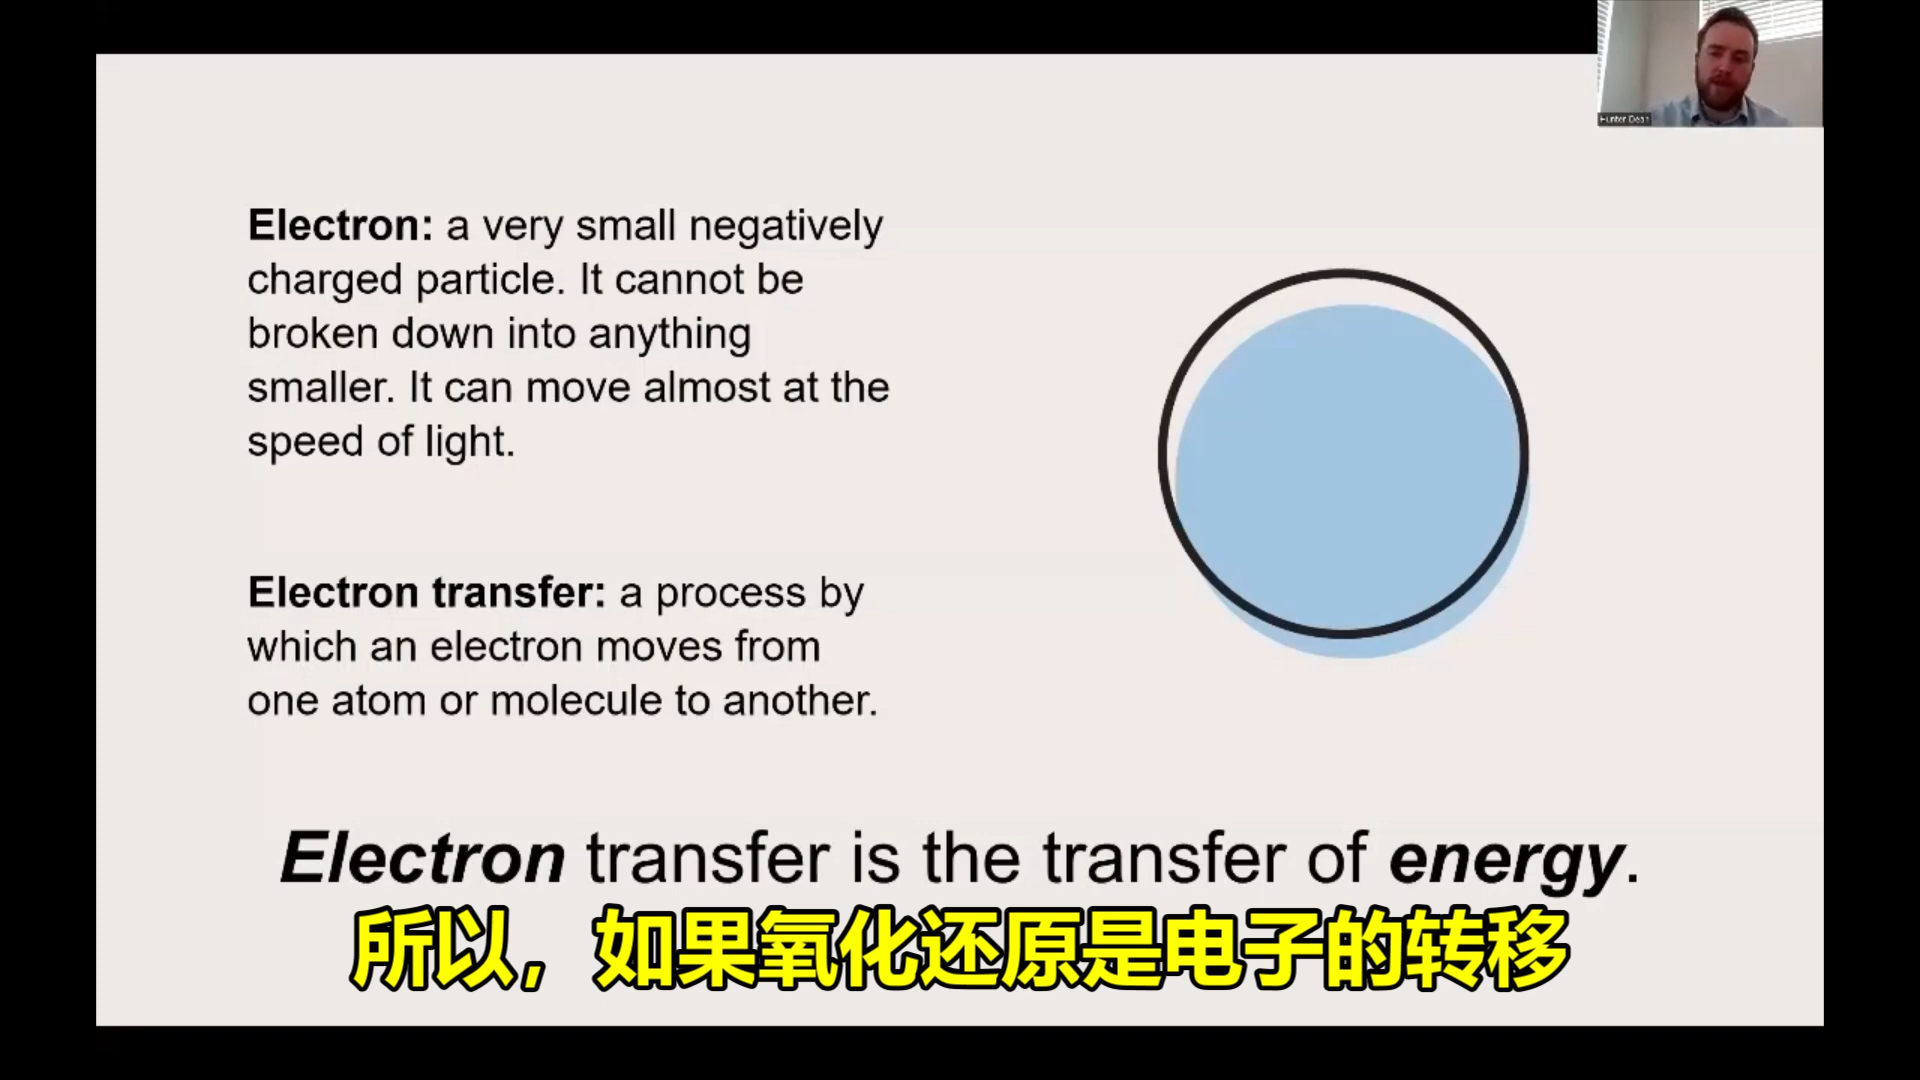 Hunter Dean
Electron: a very small negatively
charged particle. It cannot be
broken down into anything
smaller. It can move almost at the
speed of light.
Electron transfer: a process by
which an electron moves from
one atom or molecule to another.
Electron transfer is the transfer of energy.
所以，如果氧化还原是电子的转移